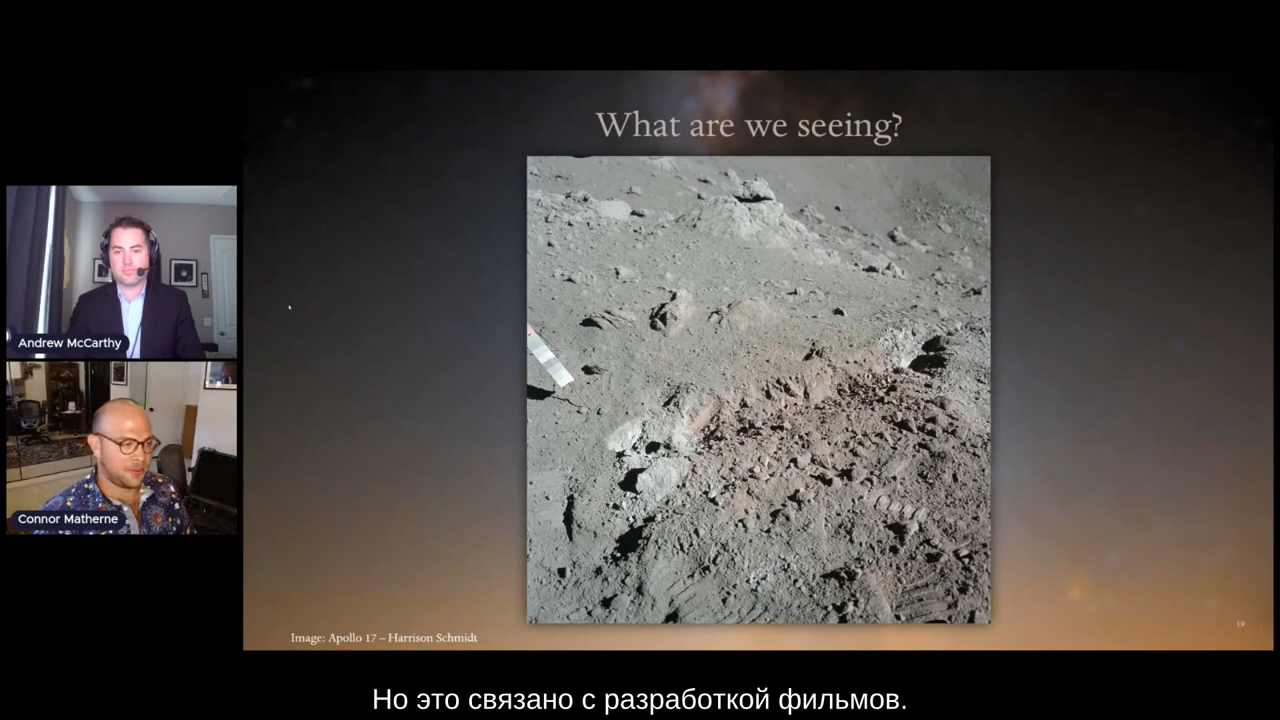 What are we seeing?
Andrew McCarthy
Connor Matherne
Image: Apollo 17 – Harrison Schmidt
19
Но это связано с разработкой фильмов.